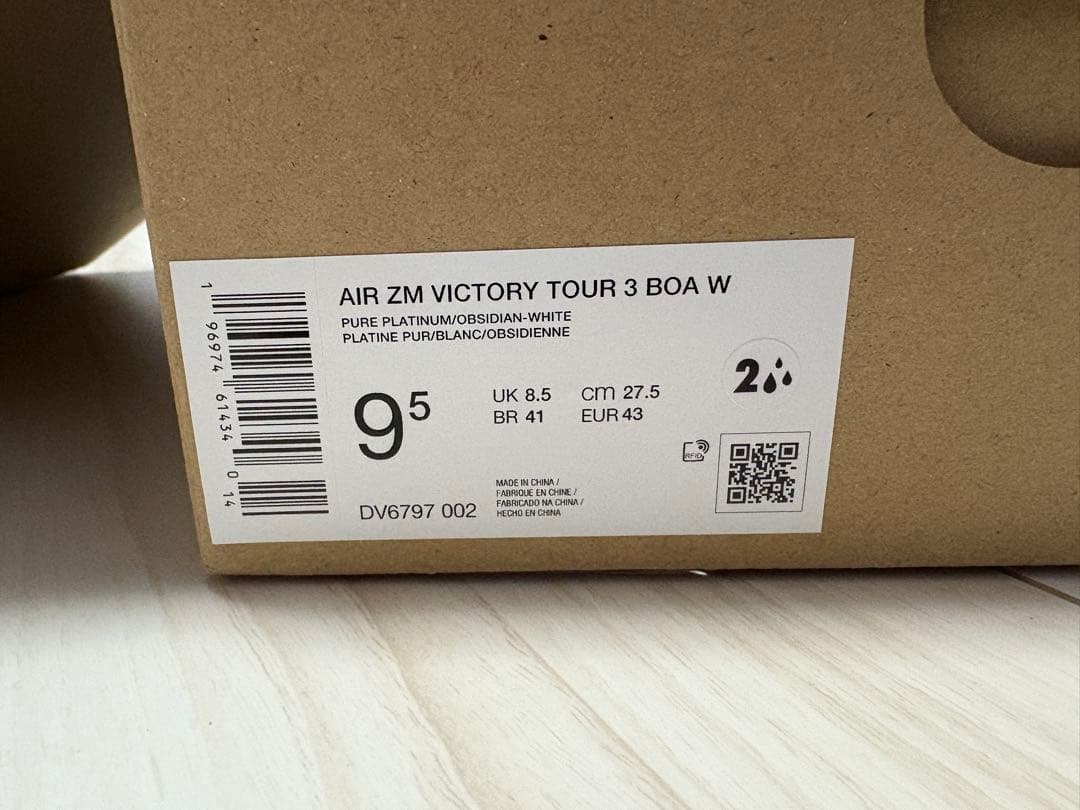 AIR ZM VICTORY TOUR 3 BOA W
PURE PLATINUM/OBSIDIAN-WHITE
PLATINE PUR/BLANC/OBSIDIENNE
9⁵
UK 8.5 cm 27.5
BR 41 EUR 43
2
RFID
MADE IN CHINA /
FABRIQUE EN CHINE /
FABRICADO NA CHINA /
HECHO EN CHINA
DV6797 002
1 96974 61434 0 14